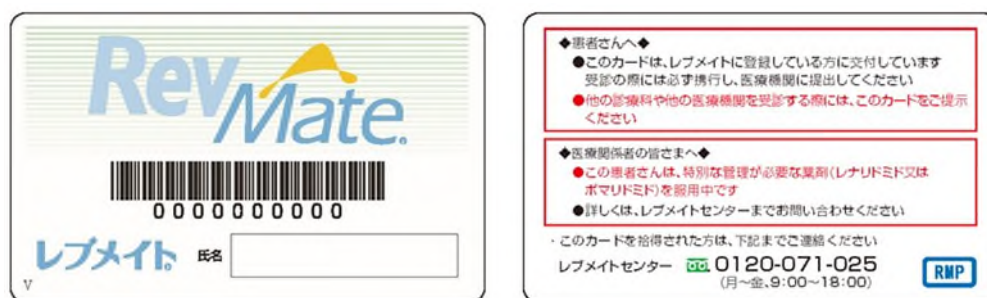 Rev
Mate®
0000000000
レブメイト® 氏名
V
◆患者さんへ◆
●このカードは、レブメイトに登録している方に交付しています
受診の際には必ず携行し、医療機関に提出してください
●他の診療科や他の医療機関を受診する際には、このカードをご提示
ください
◆医療関係者の皆さまへ◆
●この患者さんは、特別な管理が必要な薬剤(レナリドミド又は
ポマリドミド)を服用中です
●詳しくは、レブメイトセンターまでお問い合わせください
・このカードを拾得された方は、下記までご連絡ください
レブメイトセンター 0120-071-025
(月~金、9:00~18:00)
RMP